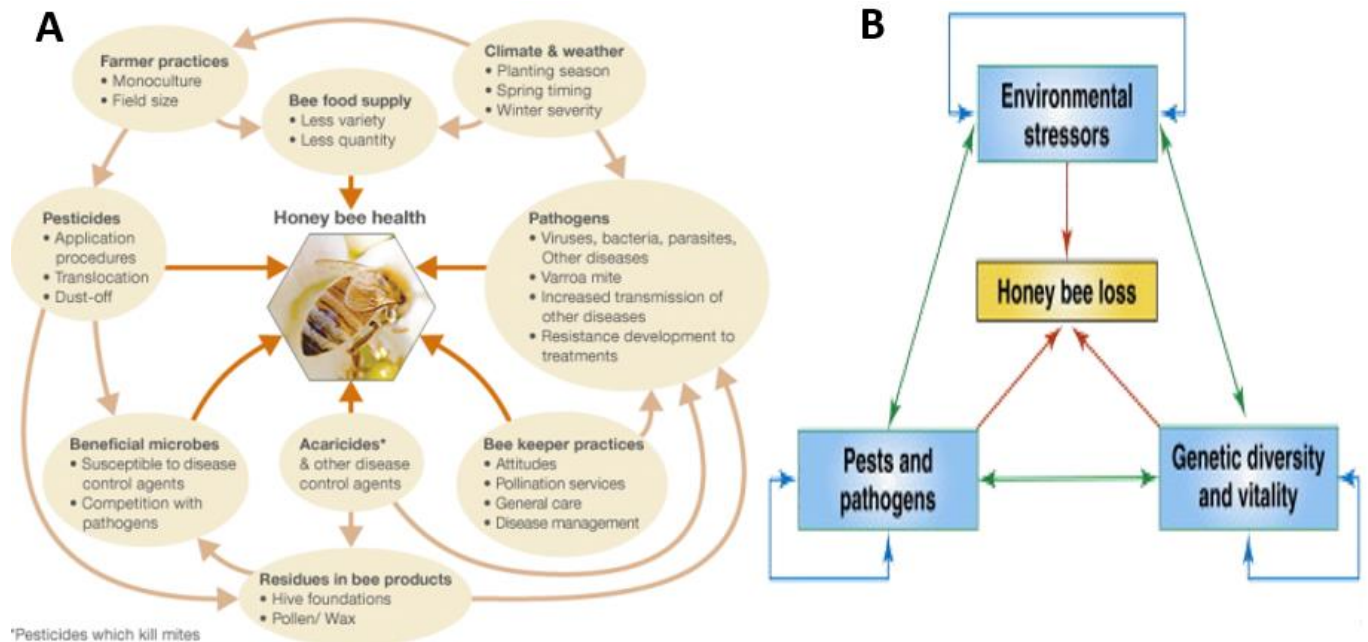 A
Farmer practices
• Monoculture
• Field size
Climate & weather
• Planting season
• Spring timing
• Winter severity
Bee food supply
• Less variety
• Less quantity
Pesticides
• Application
procedures
• Translocation
• Dust-off
Honey bee health
Pathogens
• Viruses, bacteria, parasites,
Other diseases
• Varroa mite
• Increased transmission of
other diseases
• Resistance development to
treatments
Beneficial microbes
• Susceptible to disease
control agents
• Competition with
pathogens
Acaricides*
& other disease
control agents
Bee keeper practices
• Attitudes
• Pollination services
• General care
• Disease management
Residues in bee products
• Hive foundations
• Pollen/ Wax
*Pesticides which kill mites
B
Environmental
stressors
Honey bee loss
Pests and
pathogens
Genetic diversity
and vitality